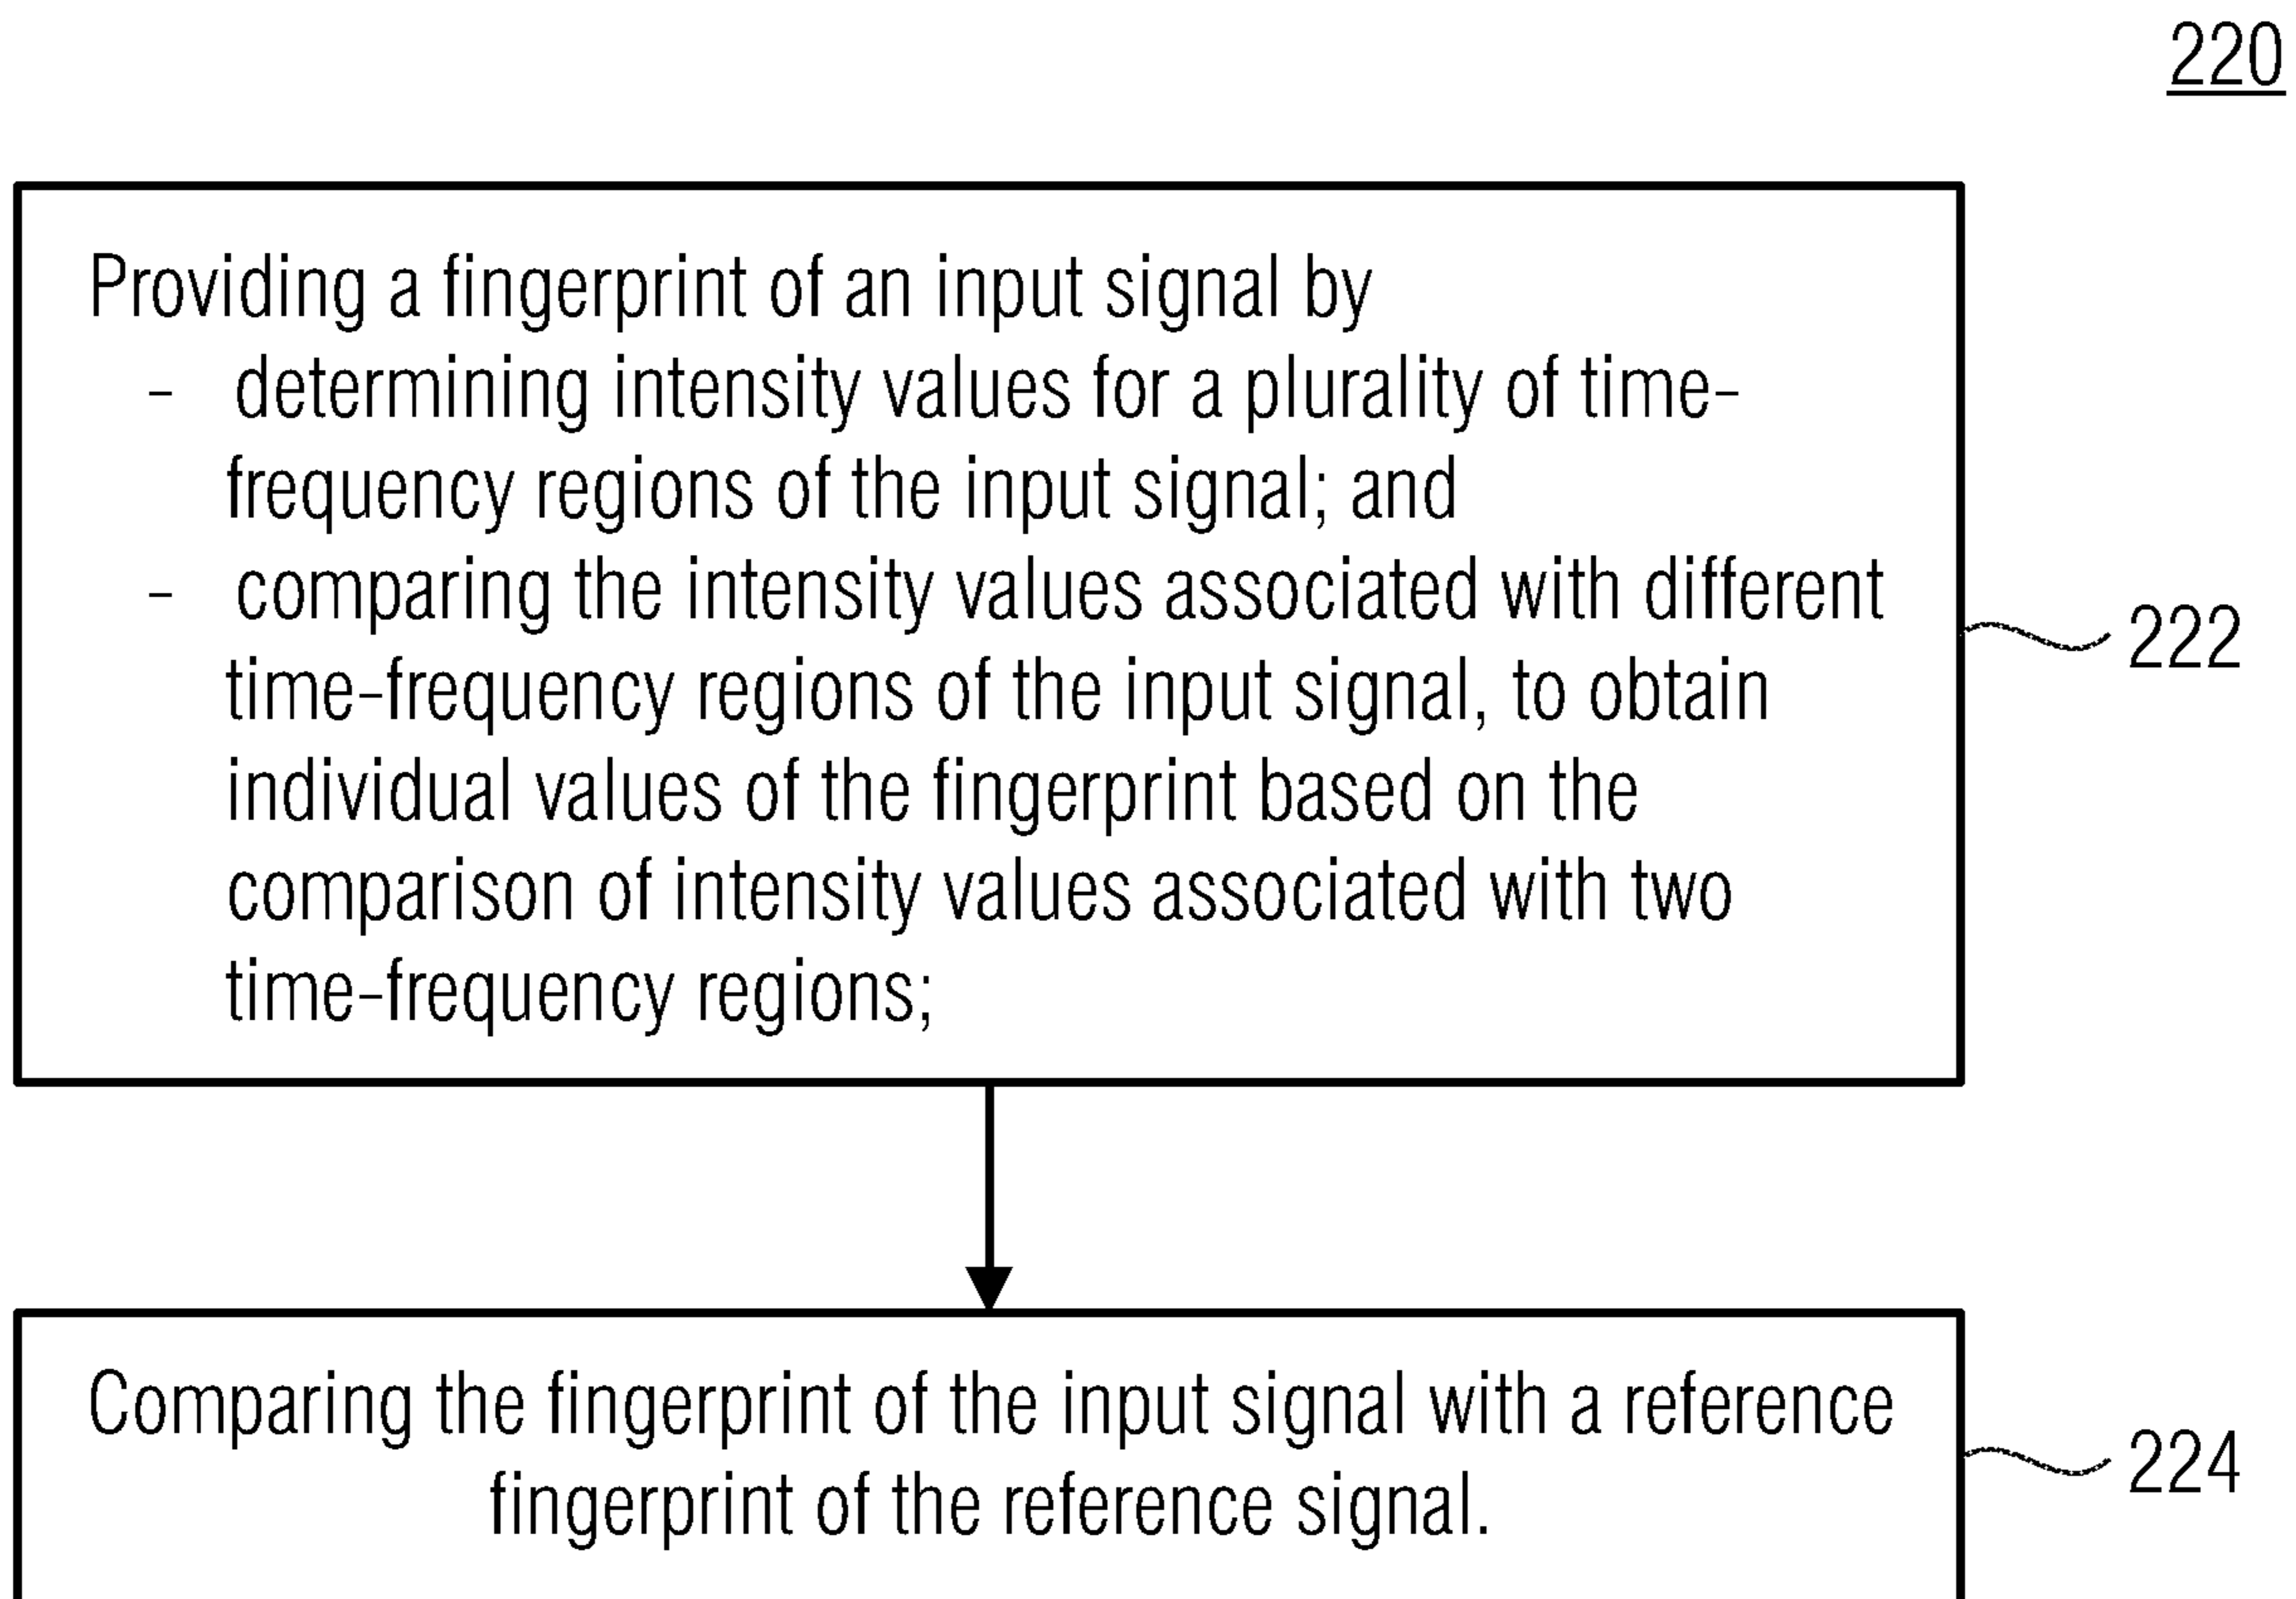 220
Providing a fingerprint of an input signal by
- determining intensity values for a plurality of time-
frequency regions of the input signal; and
- comparing the intensity values associated with different
time-frequency regions of the input signal, to obtain
individual values of the fingerprint based on the
comparison of intensity values associated with two
time-frequency regions;
222
Comparing the fingerprint of the input signal with a reference
fingerprint of the reference signal.
224